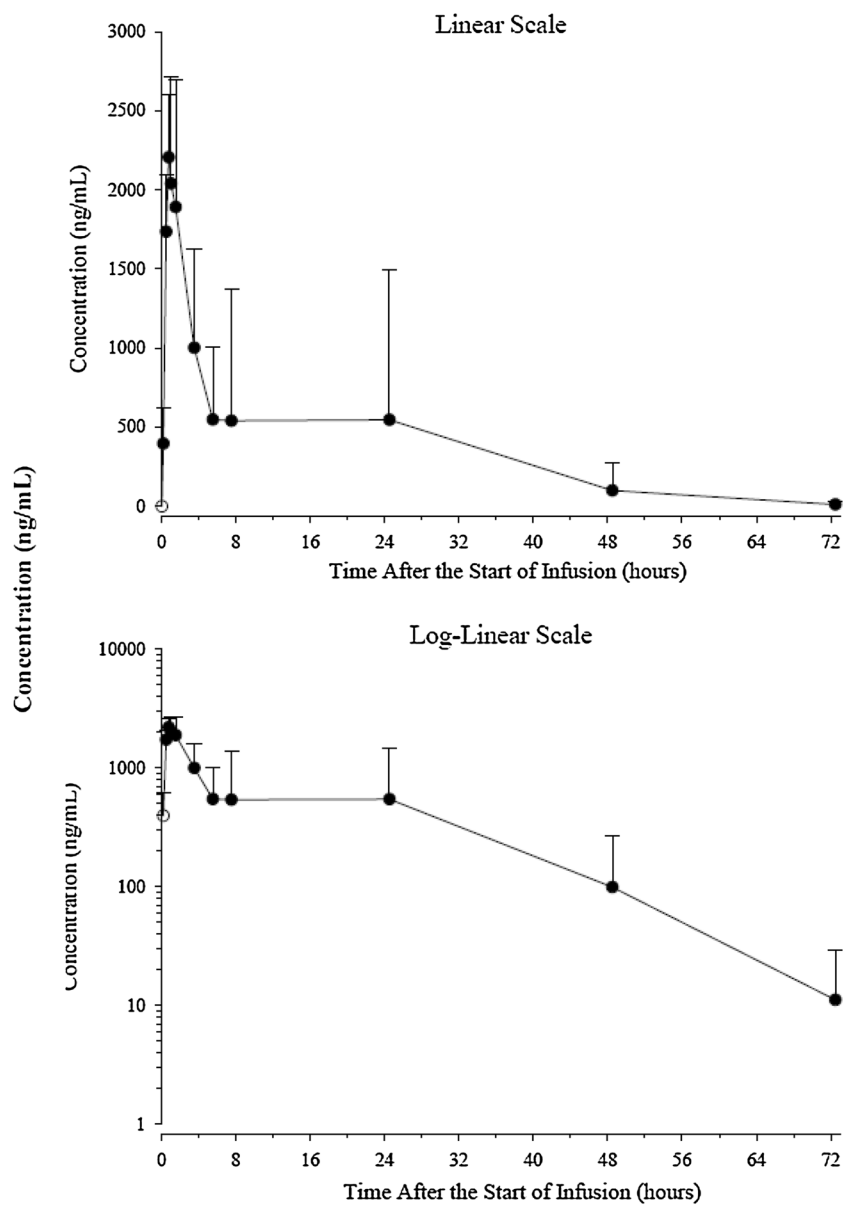 Linear Scale
3000
2500
2000
1500
1000
500
0
Concentration (ng/mL)
0 8 16 24 32 40 48 56 64 72
Time After the Start of Infusion (hours)
Concentration (ng/mL)
Log-Linear Scale
10000
1000
100
10
1
Concentration (ng/mL)
0 8 16 24 32 40 48 56 64 72
Time After the Start of Infusion (hours)